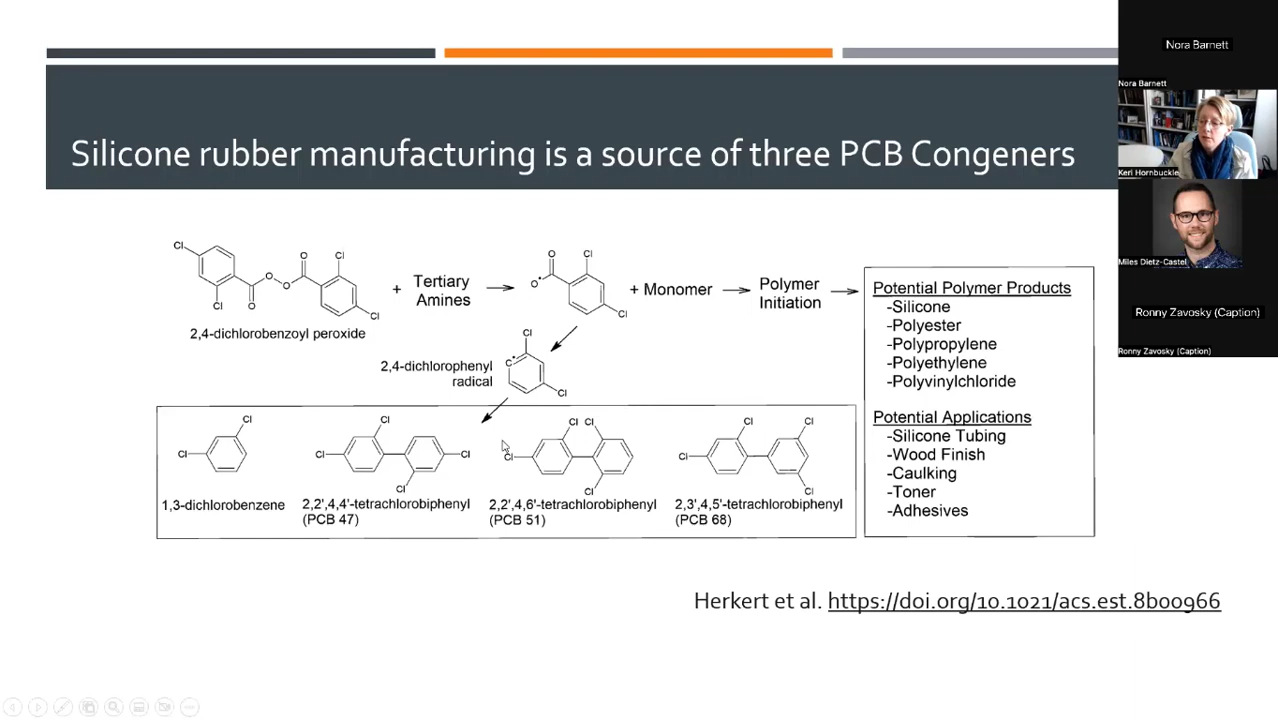 Silicone rubber manufacturing is a source of three PCB Congeners
Nora Barnett
Nora Barnett
Keri Hornbuckle
Miles Dietz-Castel
Ronny Zavosky (Caption)
Ronny Zavosky (Caption)
Cl
Cl
O
O
O
O
Cl
Cl
2,4-dichlorobenzoyl peroxide
+
Tertiary
Amines
O
O
Cl
Cl
+ Monomer
Polymer
Initiation
2,4-dichlorophenyl
radical
Cl
C
Cl
Cl
Cl
1,3-dichlorobenzene
Cl
Cl
Cl
Cl
2,2',4,4'-tetrachlorobiphenyl
(PCB 47)
Cl
Cl
Cl
Cl
2,2',4,6'-tetrachlorobiphenyl
(PCB 51)
Cl
Cl
Cl
Cl
2,3',4,5'-tetrachlorobiphenyl
(PCB 68)
Potential Polymer Products
-Silicone
-Polyester
-Polypropylene
-Polyethylene
-Polyvinylchloride
Potential Applications
-Silicone Tubing
-Wood Finish
-Caulking
-Toner
-Adhesives
Herkert et al. https://doi.org/10.1021/acs.est.8b00966